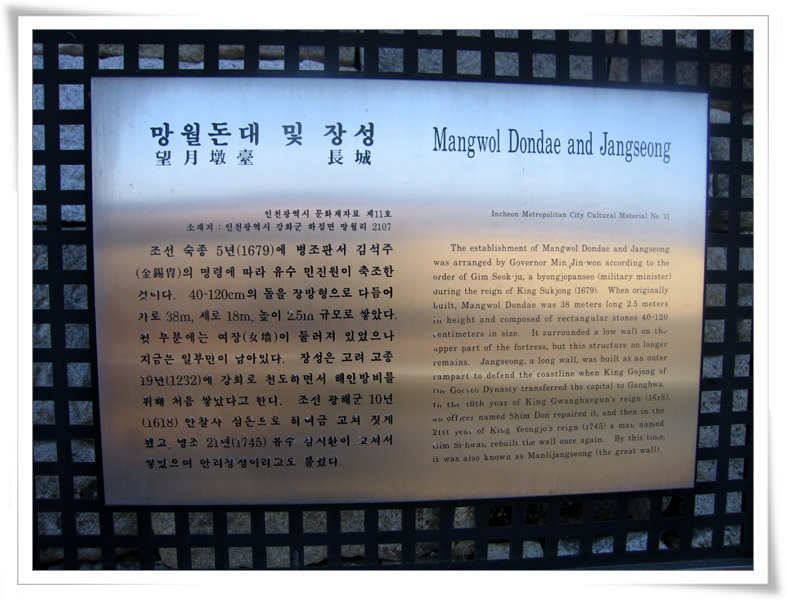 망월돈대 및 장성
望月墩臺 長城
인천광역시 문화재자료 제11호
소재지 : 인천광역시 강화군 하점면 망월리 2107
조선 숙종 5년(1679)에 병조판서 김석주
(金錫冑)의 명령에 따라 유수 민진원이 축조한
것이다. 40-120cm의 돌을 장방형으로 다듬어
가로 38m, 세로 18m, 높이 2.5m 규모로 쌓았다.
윗 부분에는 여장(女墻)이 둘러져 있었으나
지금은 일부만이 남아있다. 장성은 고려 고종
19년(1232)에 강화로 천도하면서 해안방비를
위해 처음 쌓았다고 한다. 조선 광해군 10년
(1618) 안찰사 심돈으로 하여금 고쳐 짓게
했고, 영조 21년(1745) 유수 김시환이 고쳐서
쌓았으며 만리장성이라고도 불렀다.
Mangwol Dondae and Jangseong
Incheon Metropolitan City Cultural Material No. 11
The establishment of Mangwol Dondae and Jangseong
was arranged by Governor Min Jin-won according to the
order of Gim Seok-ju, a byongjopansee (military minister)
during the reign of King Sukjong (1679). When originally
built, Mangwol Dondae was 38 meters long 2.5 meters
in height and composed of rectangular stones 40-120
centimeters in size. It surrounded a low wall on the
upper part of the fortress, but this structure no longer
remains. Jangseong, a long wall, was built as an outer
rampart to defend the coastline when King Gojong of
the Goryeo Dynasty transferred the capital to Ganghwa.
In the 10th year of King Gwanghaegun's reign (1618),
an officer named Shim Don repaired it, and then in the
21st year of King Yeongjo's reign (1745) a man named
Gim Si-hwan rebuilt the wall once again. By this time,
it was also known as Manlijangseong (the great wall).